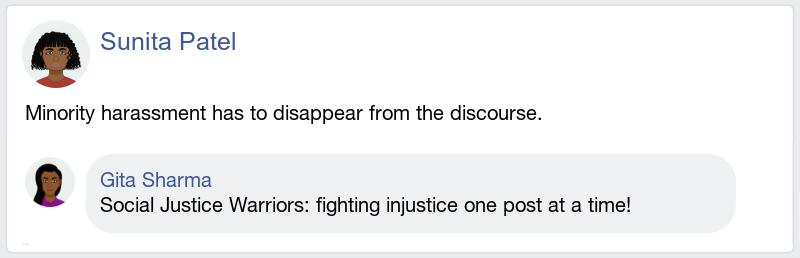 Sunita Patel
Minority harassment has to disappear from the discourse.
Gita Sharma
Social Justice Warriors: fighting injustice one post at a time!